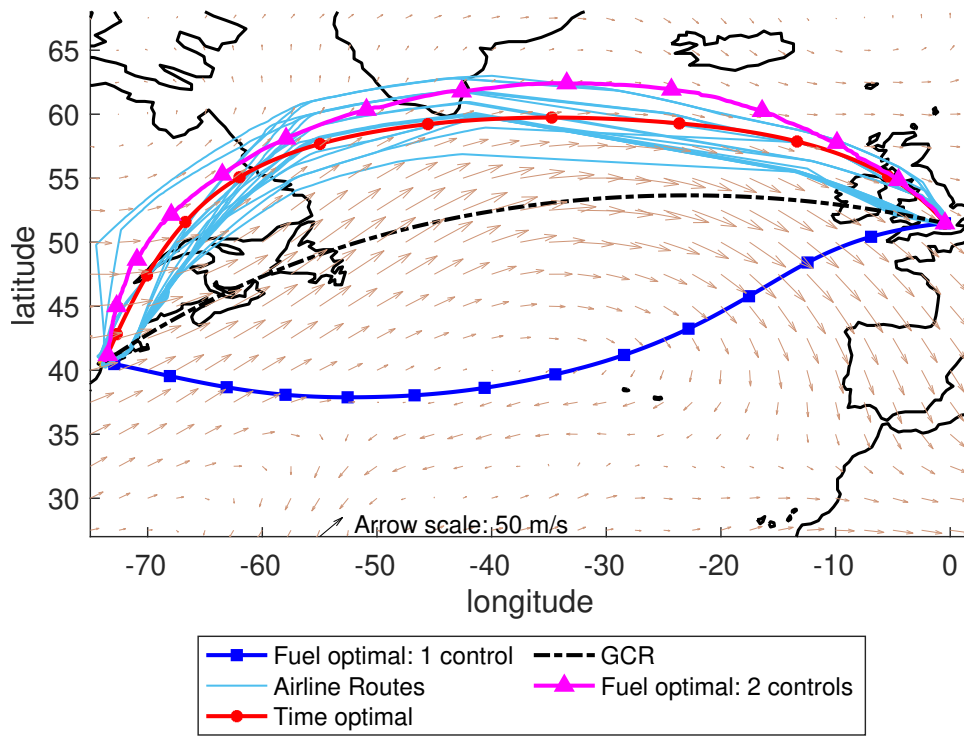 65
60
55
50
45
40
35
30
latitude
Arrow scale: 50 m/s
-70 -60 -50 -40 -30 -20 -10 0
longitude
Fuel optimal: 1 control GCR
Airline Routes Fuel optimal: 2 controls
Time optimal